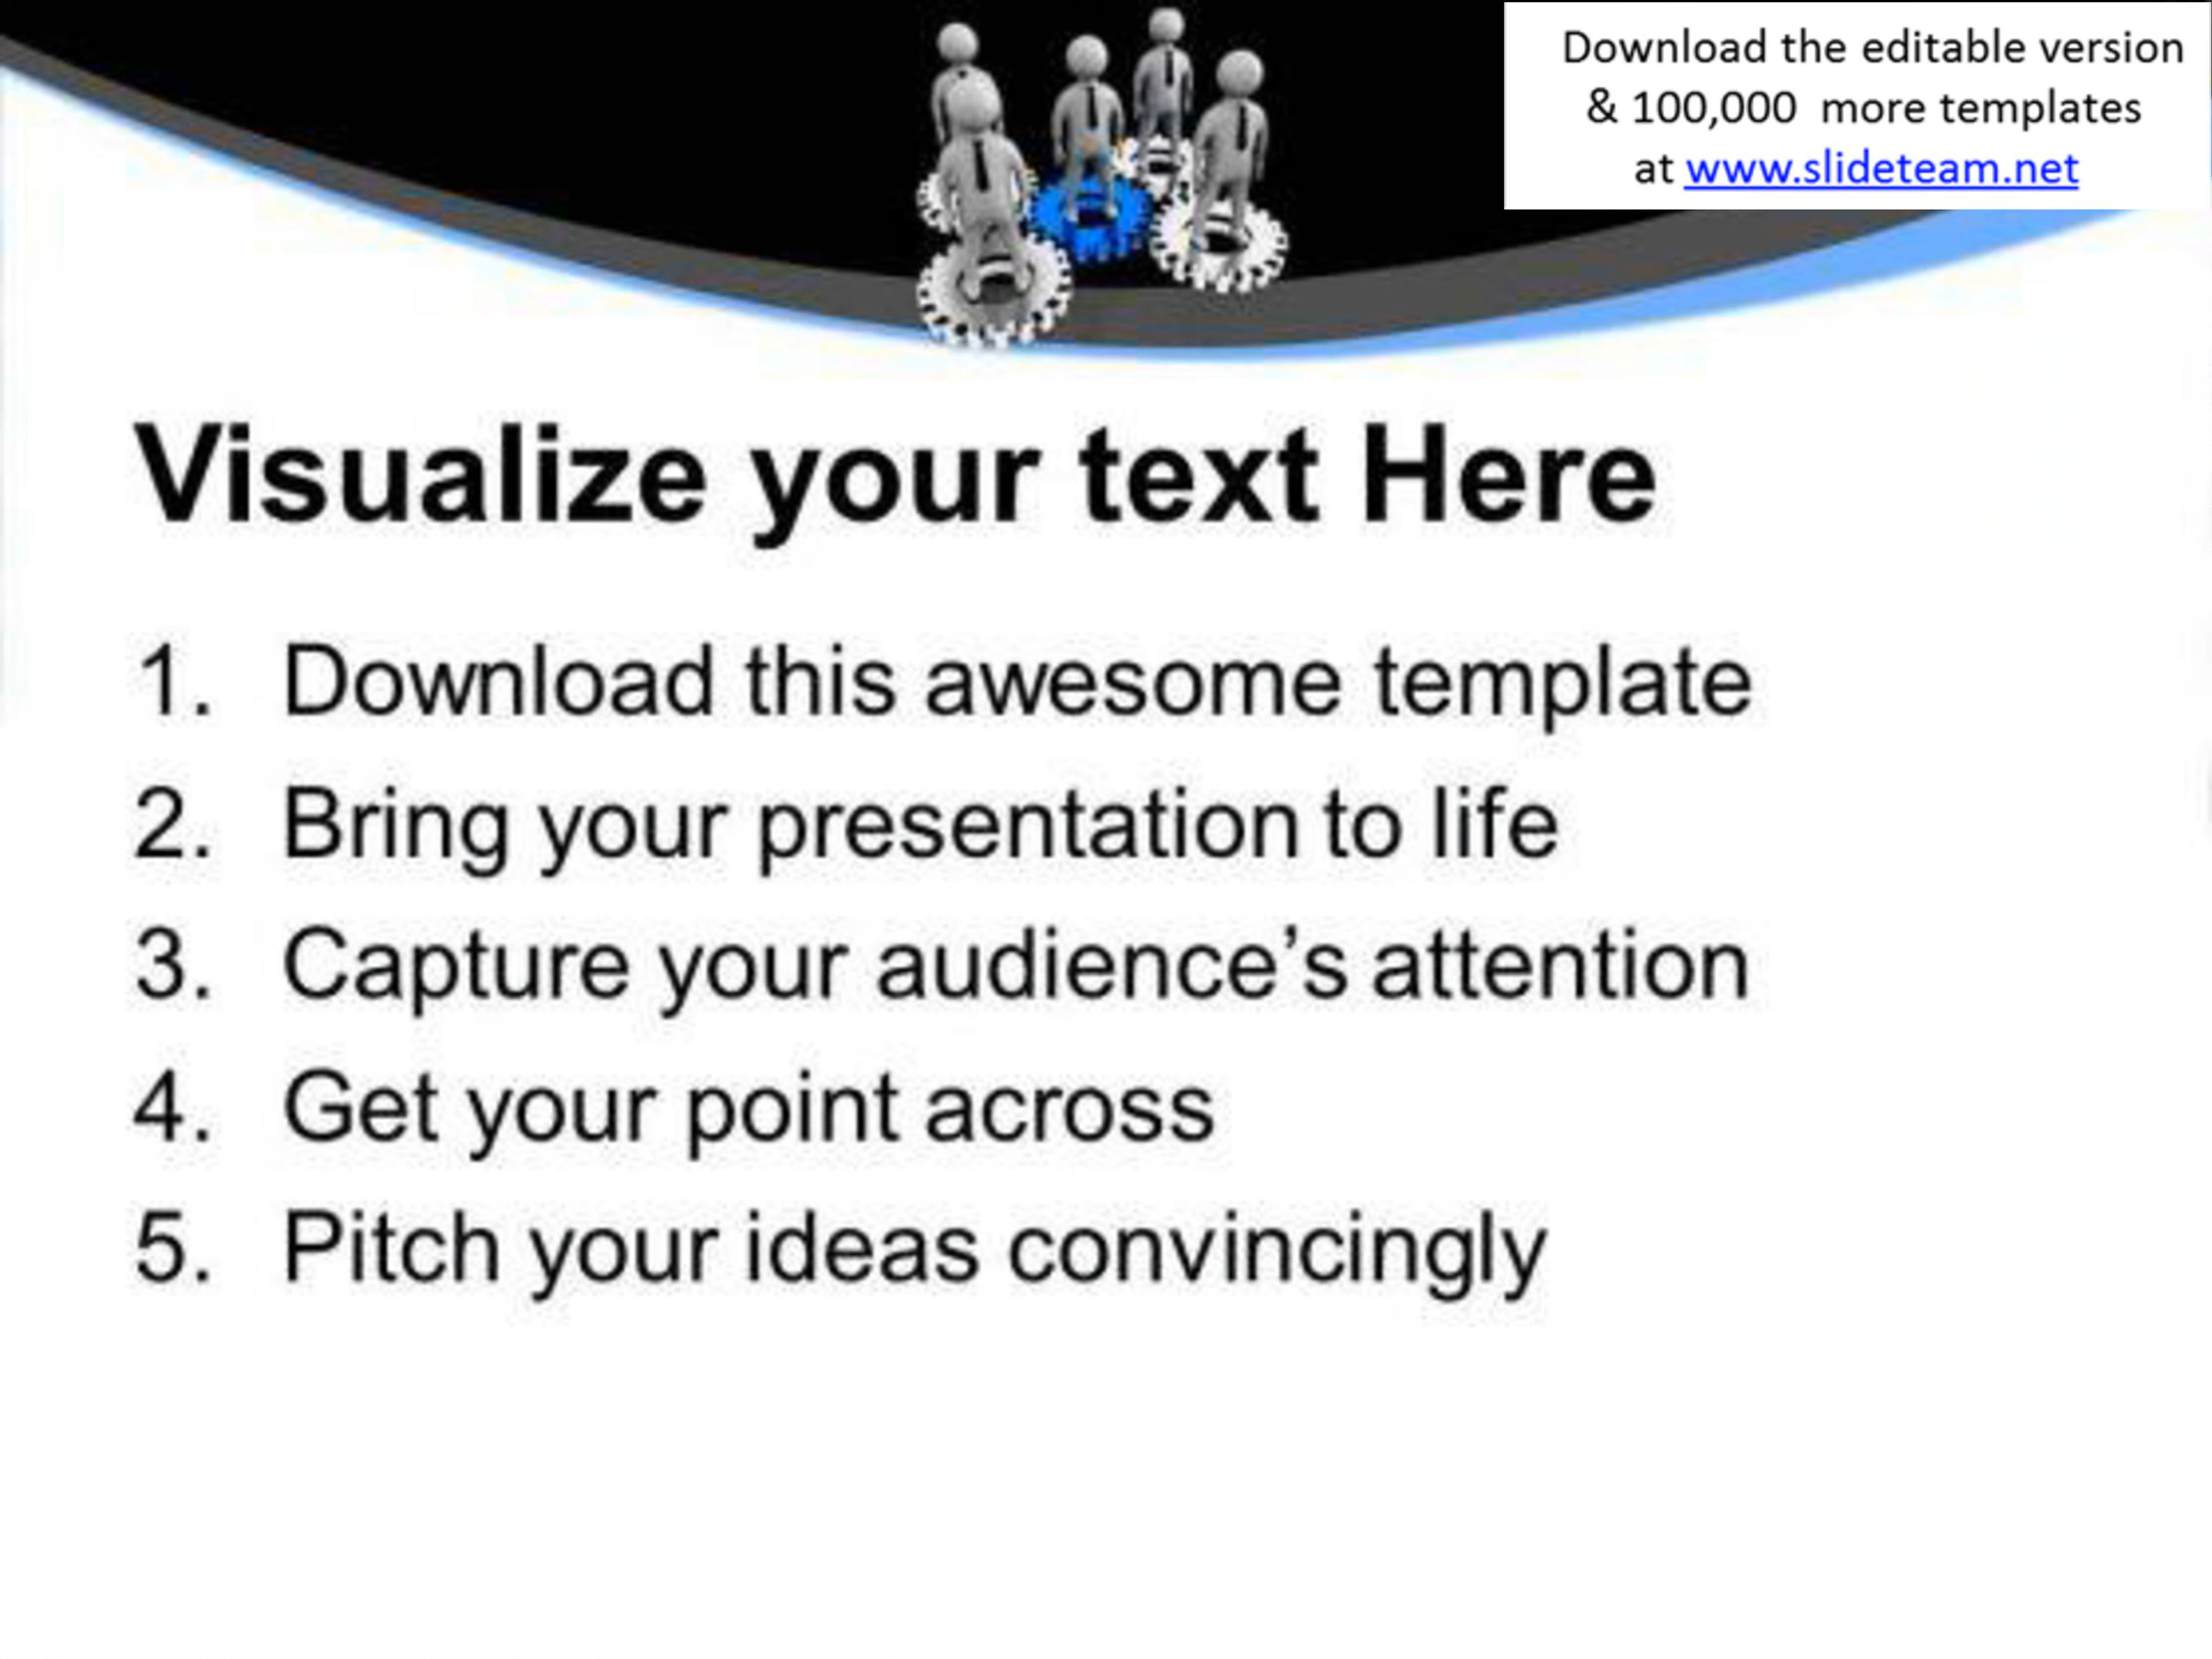 Download the editable version
& 100,000 more templates
at www.slideteam.net
Visualize your text Here
1. Download this awesome template
2. Bring your presentation to life
3. Capture your audience’s attention
4. Get your point across
5. Pitch your ideas convincingly